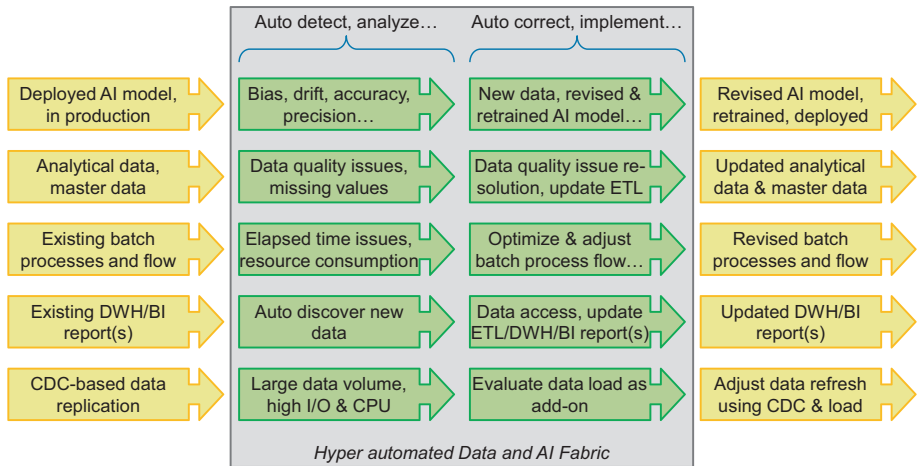 Auto detect, analyze…
Auto correct, implement…
Deployed AI model,
in production
Bias, drift, accuracy,
precision…
New data, revised &
retrained AI model…
Revised AI model,
retrained, deployed
Analytical data,
master data
Data quality issues,
missing values
Data quality issue re-
solution, update ETL
Updated analytical
data & master data
Existing batch
processes and flow
Elapsed time issues,
resource consumption
Optimize & adjust
batch process flow…
Revised batch
processes and flow
Existing DWH/BI
report(s)
Auto discover new
data
Data access, update
ETL/DWH/BI report(s)
Updated DWH/BI
report(s)
CDC-based data
replication
Large data volume,
high I/O & CPU
Evaluate data load as
add-on
Adjust data refresh
using CDC & load
Hyper automated Data and AI Fabric